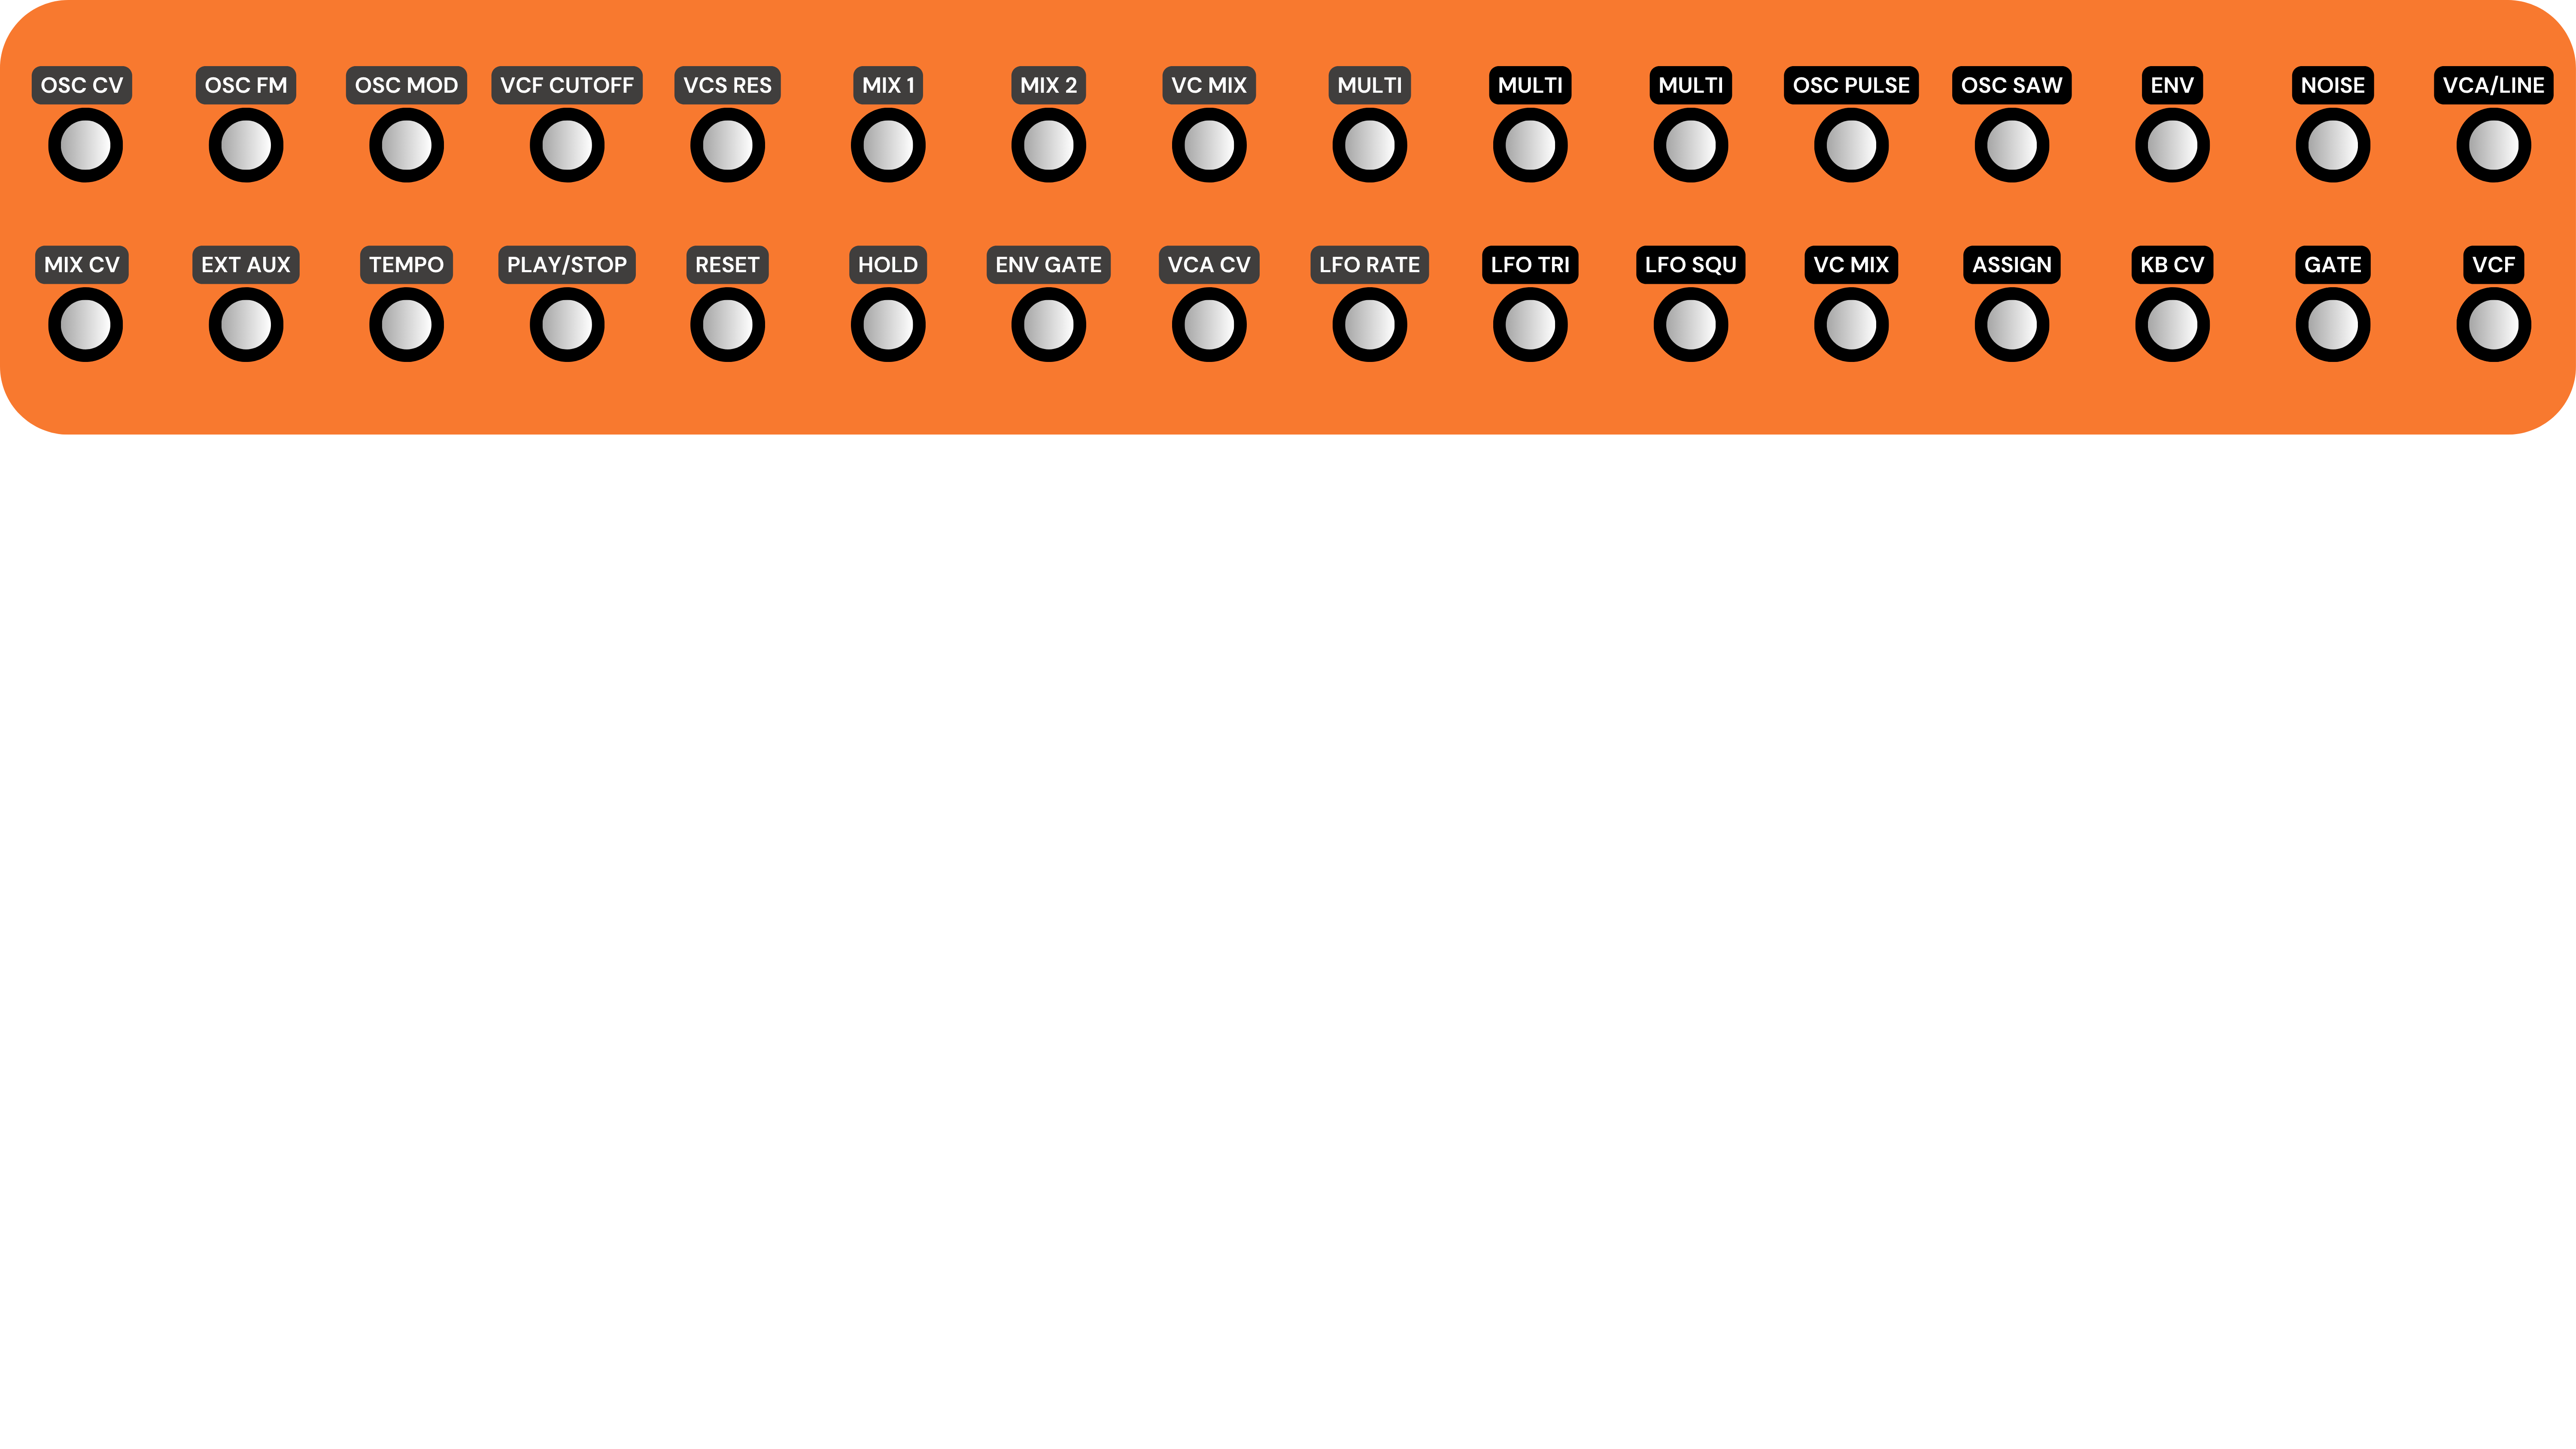 OSC CV OSC FM OSC MOD VCF CUTOFF VCS RES MIX 1 MIX 2 VC MIX MULTI MULTI MULTI OSC PULSE OSC SAW ENV NOISE VCA/LINE
MIX CV EXT AUX TEMPO PLAY/STOP RESET HOLD ENV GATE VCA CV LFO RATE LFO TRI LFO SQU VC MIX ASSIGN KB CV GATE VCF